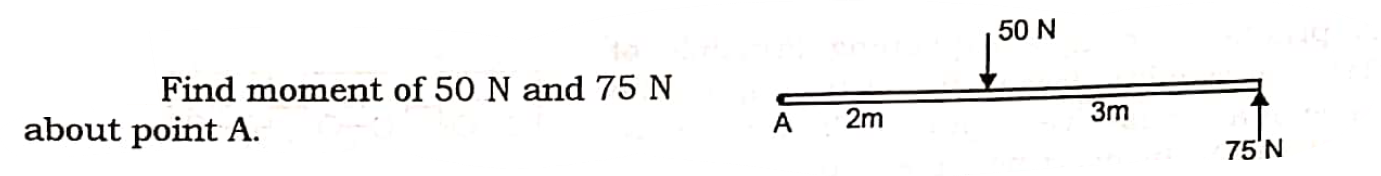 Find moment of 50 N and 75 N
about point A.
50 N
A
2m
3m
75 N